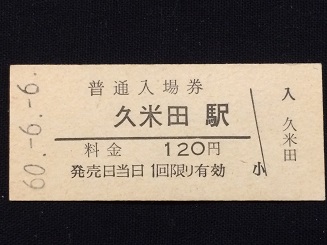 60.-6.-6.
普通入場券
久米田 駅
料金 120円
発売日当日1回限り有効
小
入
久米田